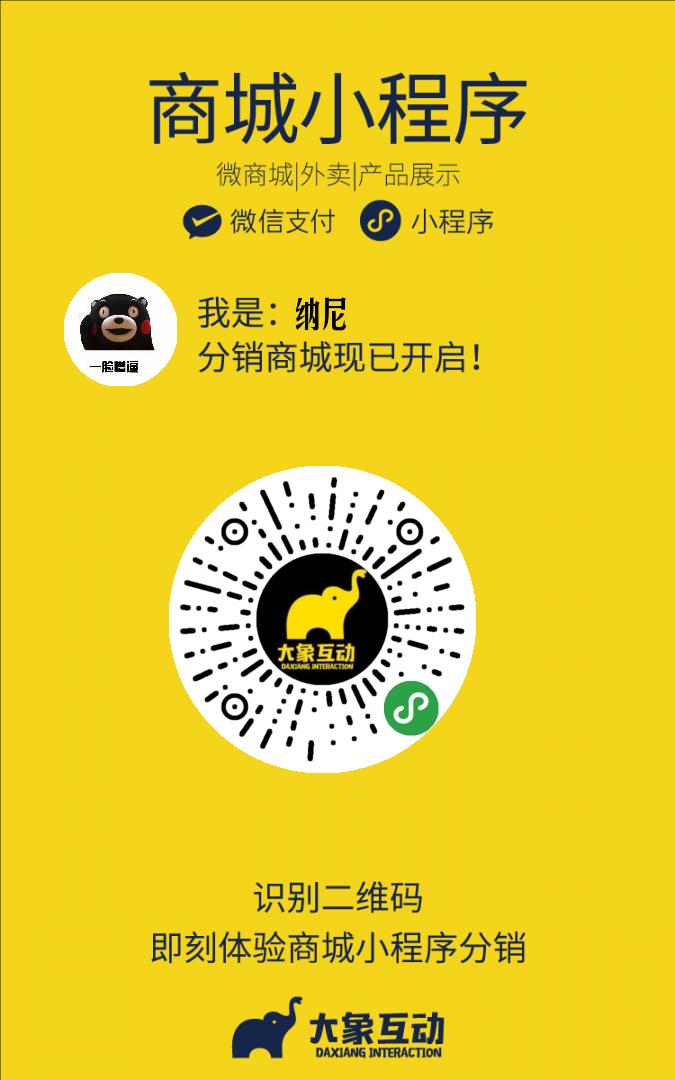 商城小程序
微商城|外卖|产品展示
微信支付 小程序
我是：纳尼
分销商城现已开启！
一脸懵逼
大象互动
DAXIANG INTERACTION
识别二维码
即刻体验商城小程序分销
大象互动
DAXIANG INTERACTION